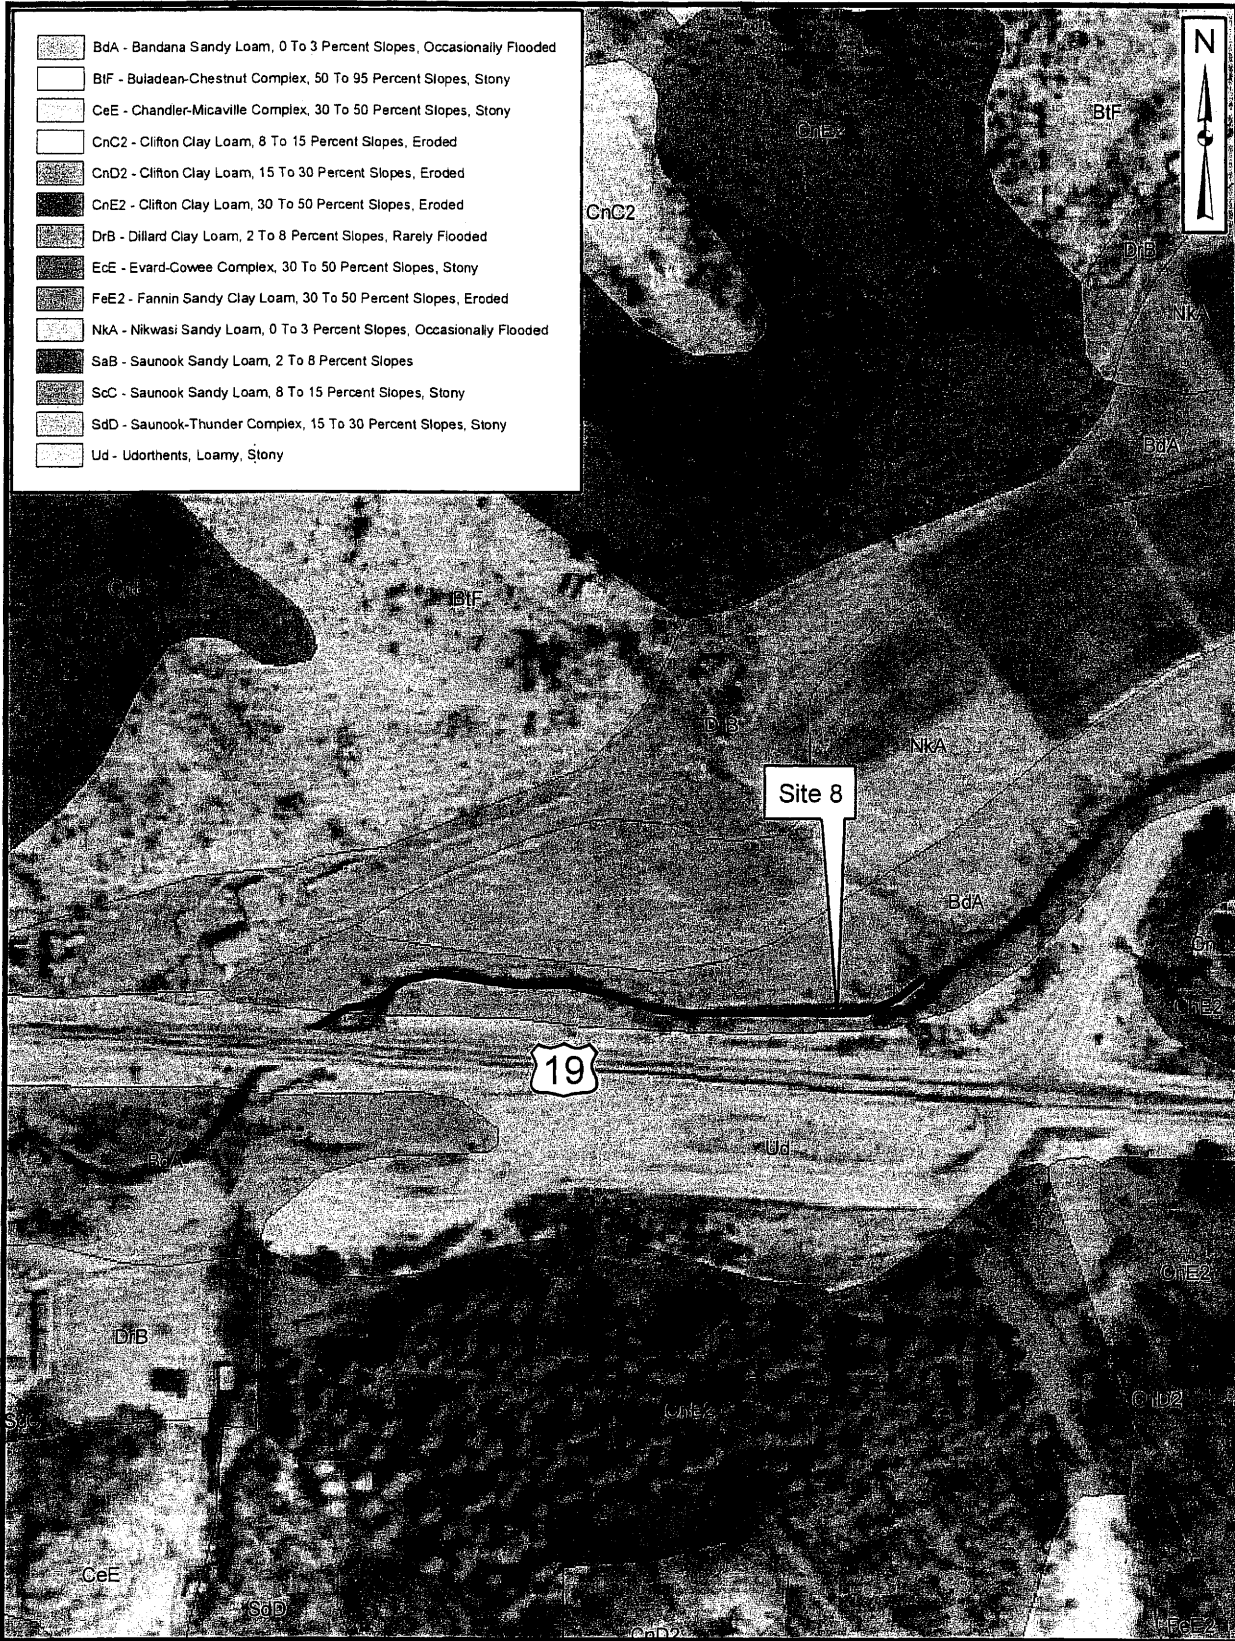 BdA - Bandana Sandy Loam, 0 To 3 Percent Slopes, Occasionally Flooded
BtF - Buladean-Chestnut Complex, 50 To 95 Percent Slopes, Stony
CeE - Chandler-Micaville Complex, 30 To 50 Percent Slopes, Stony
CnC2 - Clifton Clay Loam, 8 To 15 Percent Slopes, Eroded
CnD2 - Clifton Clay Loam, 15 To 30 Percent Slopes, Eroded
CnE2 - Clifton Clay Loam, 30 To 50 Percent Slopes, Eroded
DrB - Dillard Clay Loam, 2 To 8 Percent Slopes, Rarely Flooded
EcE - Evard-Cowee Complex, 30 To 50 Percent Slopes, Stony
FeE2 - Fannin Sandy Clay Loam, 30 To 50 Percent Slopes, Eroded
NkA - Nikwasi Sandy Loam, 0 To 3 Percent Slopes, Occasionally Flooded
SaB - Saunook Sandy Loam, 2 To 8 Percent Slopes
ScC - Saunook Sandy Loam, 8 To 15 Percent Slopes, Stony
SdD - Saunook-Thunder Complex, 15 To 30 Percent Slopes, Stony
Ud - Udorthents, Loamy, Stony
N
BtF
CnE2
CnC2
DrB
NkA
BdA
BtF
DrB
NkA
Site 8
BdA
CnE2
19
Ud
BdA
CnE2
DrB
CnD2
CnE2
CeE
SdD
FeE2
CnD2